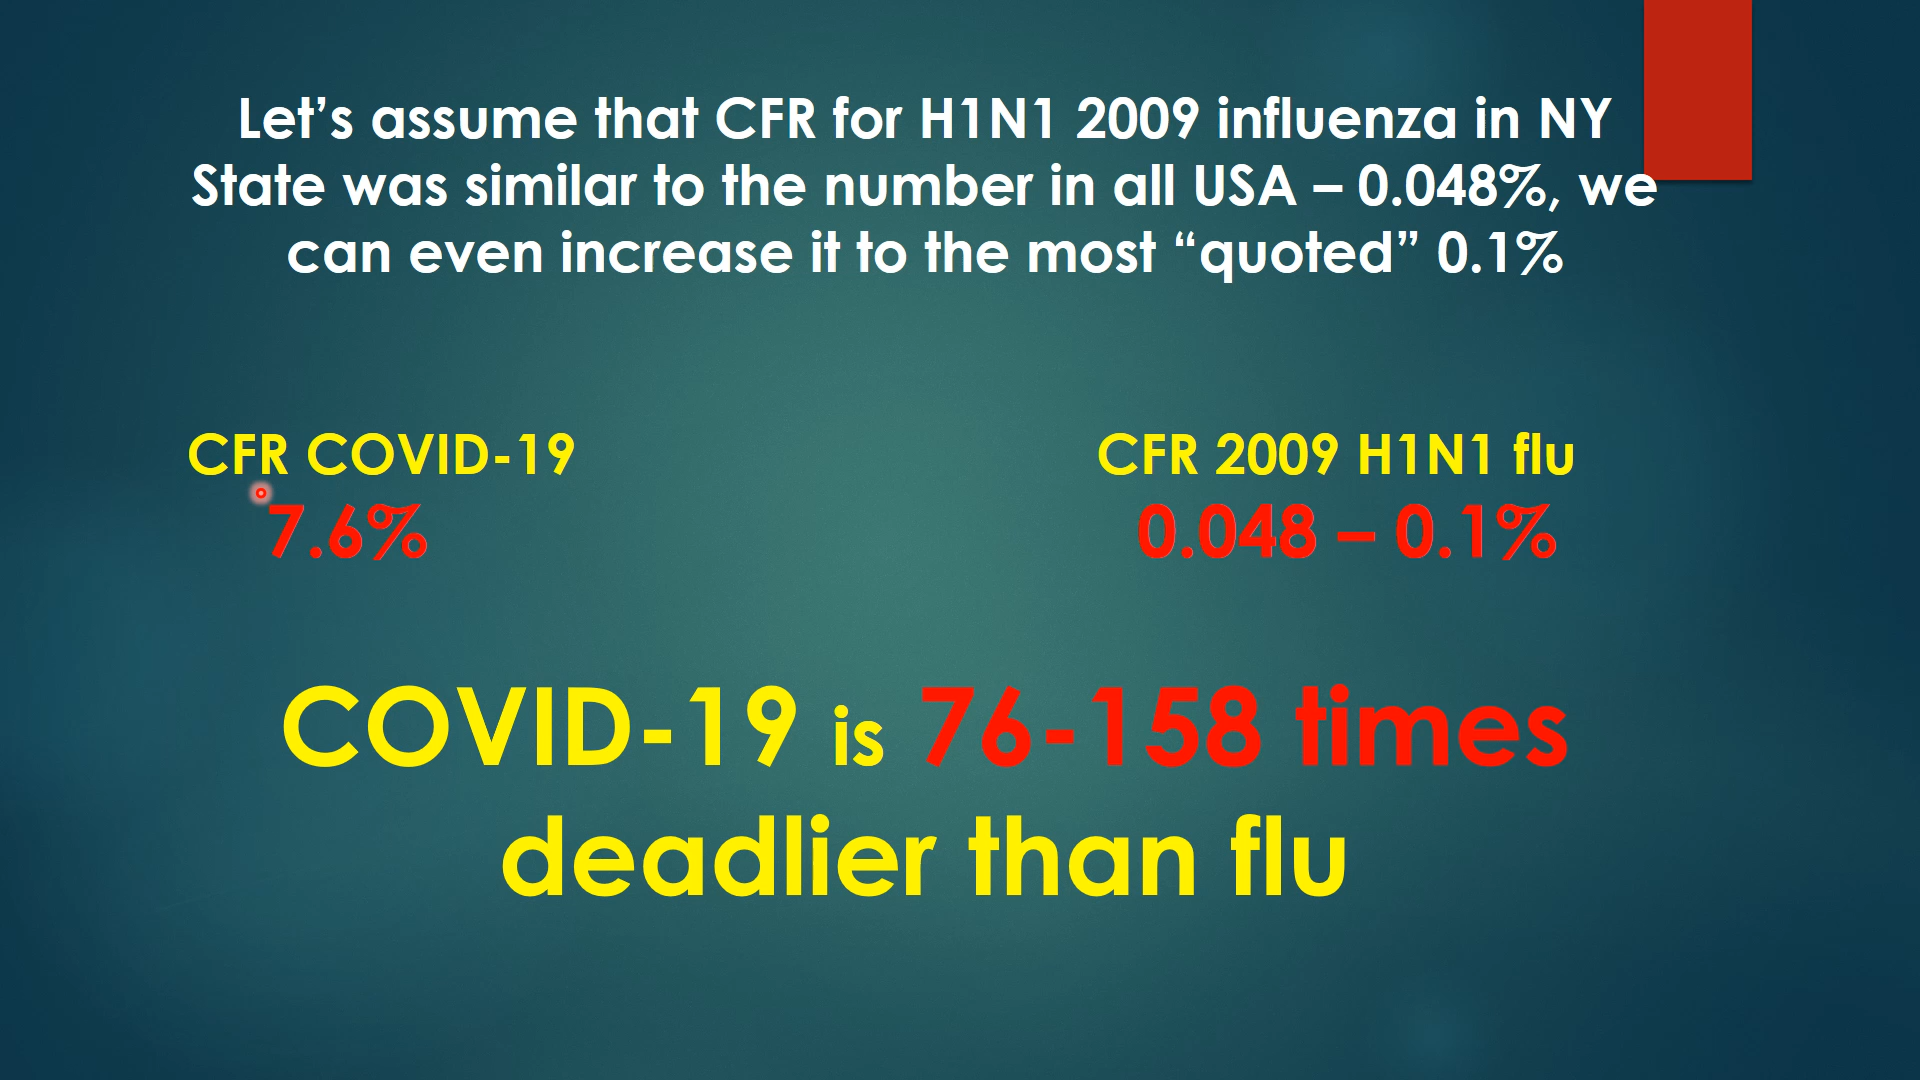 Let’s assume that CFR for H1N1 2009 influenza in NY
State was similar to the number in all USA – 0.048%, we
can even increase it to the most “quoted” 0.1%
CFR COVID-19
7.6%
CFR 2009 H1N1 flu
0.048 – 0.1%
COVID-19 is 76-158 times
deadlier than flu